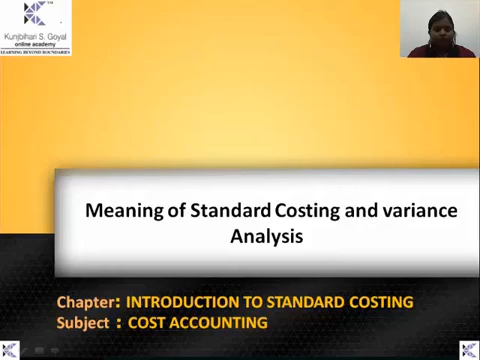 TM
Kunjbihari S. Goyal
online academy
LEARNING BEYOND BOUNDARIES
Meaning of Standard Costing and variance
Analysis
Chapter: INTRODUCTION TO STANDARD COSTING
Subject : COST ACCOUNTING